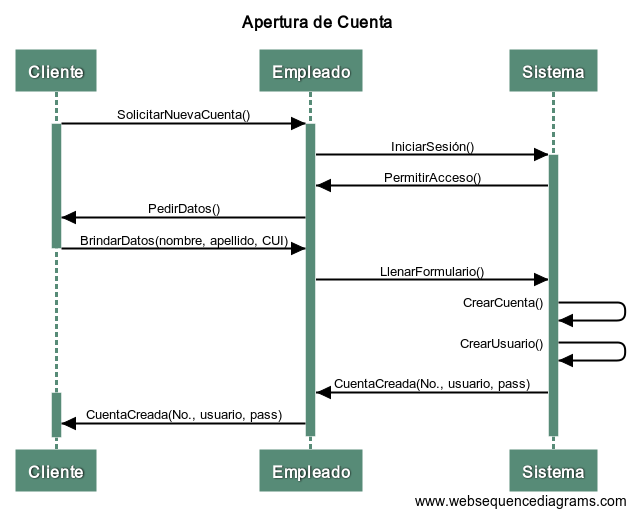 Apertura de Cuenta
Cliente Empleado Sistema
SolicitarNuevaCuenta()
IniciarSesión()
PermitirAcceso()
PedirDatos()
BrindarDatos(nombre, apellido, CUI)
LlenarFormulario()
CrearCuenta()
CrearUsuario()
CuentaCreada(No., usuario, pass)
CuentaCreada(No., usuario, pass)
Cliente Empleado Sistema
www.websequencediagrams.com